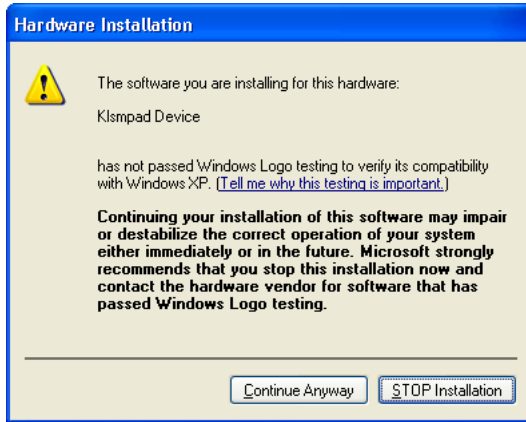 Hardware Installation
The software you are installing for this hardware:
Klsmpad Device
has not passed Windows Logo testing to verify its compatibility
with Windows XP. (Tell me why this testing is important.)
Continuing your installation of this software may impair
or destabilize the correct operation of your system
either immediately or in the future. Microsoft strongly
recommends that you stop this installation now and
contact the hardware vendor for software that has
passed Windows Logo testing.
Continue Anyway
STOP Installation